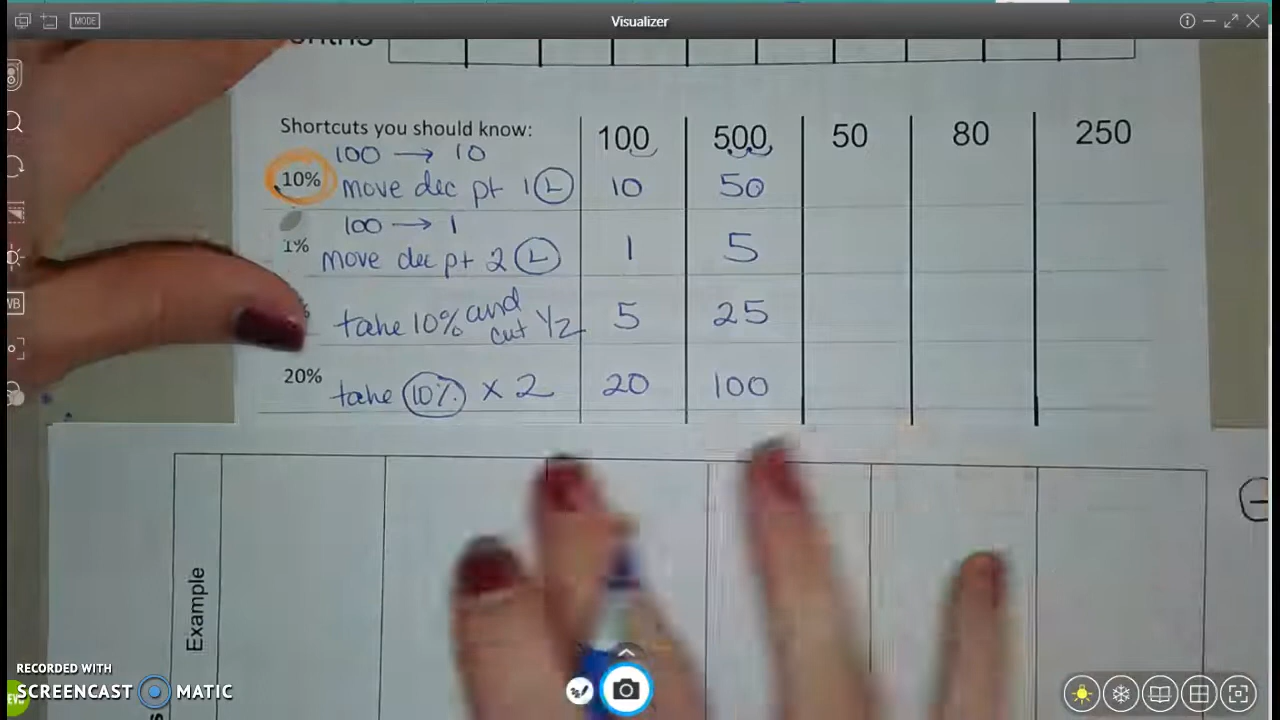 MODE
Visualizer
Shortcuts you should know:
100 500 50 80 250
100 → 10
10% move dec pt 1 (L) 10 50
100 → 1
1% move dec pt 2 (L) 1 5
take 10% and cut 1/2 5 25
20% take 10% x 2 20 100
Example
RECORDED WITH
SCREENCAST MATIC